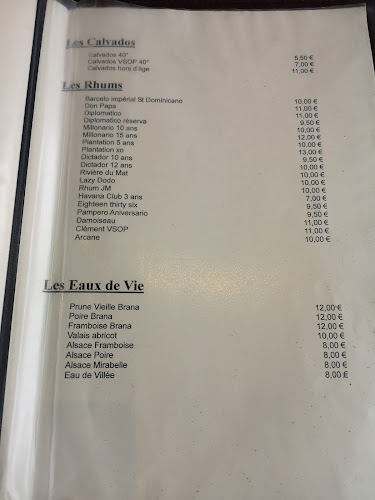 Les Calvados
Calvados 40° 5,50 €
Calvados VSOP 40° 7,00 €
Calvados hors d'âge 11,00 €
Les Rhums
Barcelo impérial St Dominicano 10,00 €
Don Papa 11,00 €
Diplomatico 11,00 €
Diplomatico réserva 9,50 €
Millonario 10 ans 10,00 €
Millonario 15 ans 12,00 €
Plantation 5 ans 10,00 €
Plantation xo 13,00 €
Dictador 10 ans 9,50 €
Dictador 12 ans 10,00 €
Rivière du Mat 10,00 €
Lazy Dodo 10,00 €
Rhum JM 10,00 €
Havana Club 3 ans 7,00 €
Eighteen thirty six 9,50 €
Pampero Aniversario 9,50 €
Damoiseau 11,00 €
Clément VSOP 11,00 €
Arcane 10,00 €
Les Eaux de Vie
Prune Vieille Brana 12,00 €
Poire Brana 12,00 €
Framboise Brana 12,00 €
Valais abricot 10,00 €
Alsace Framboise 8,00 €
Alsace Poire 8,00 €
Alsace Mirabelle 8,00 €
Eau de Villée 8,00 €